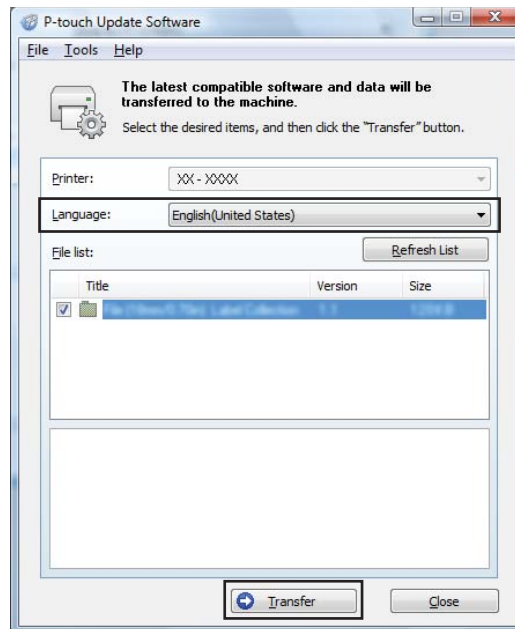 P-touch Update Software
File Tools Help
The latest compatible software and data will be
transferred to the machine.
Select the desired items, and then click the "Transfer" button.
Printer: XX - XXXX
Language: English(United States)
File list: Refresh List
Title Version Size
Transfer Close